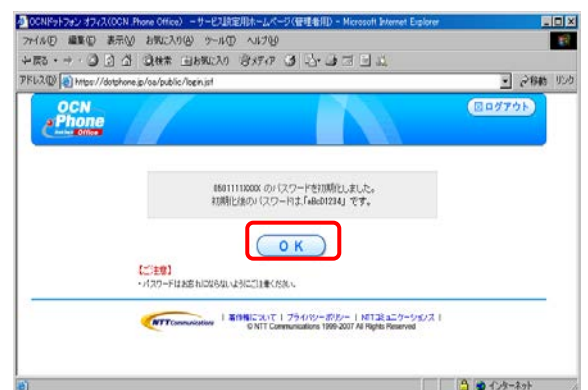 OCNドットフォン オフィス(OCN .Phone Office) －サービス設定用ホームページ(管理者用)－ Microsoft Internet Explorer
ファイル(F) 編集(E) 表示(V) お気に入り(A) ツール(T) ヘルプ(H)
戻る 検索 お気に入り メディア
アドレス(D) https://dotphone.jp/oa/public/login.jsf 移動 リンク
OCN
.Phone
Office
ログアウト
0501111XXXX のパスワードを初期化しました。
初期化後のパスワードは「aBcD1234」です。
OK
【ご注意】
・パスワードはお忘れにならないようにご注意ください。
NTT Communications | 著作権について | プライバシーポリシー | NTTコミュニケーションズ |
© NTT Communications 1999-2007 All Rights Reserved
インターネット